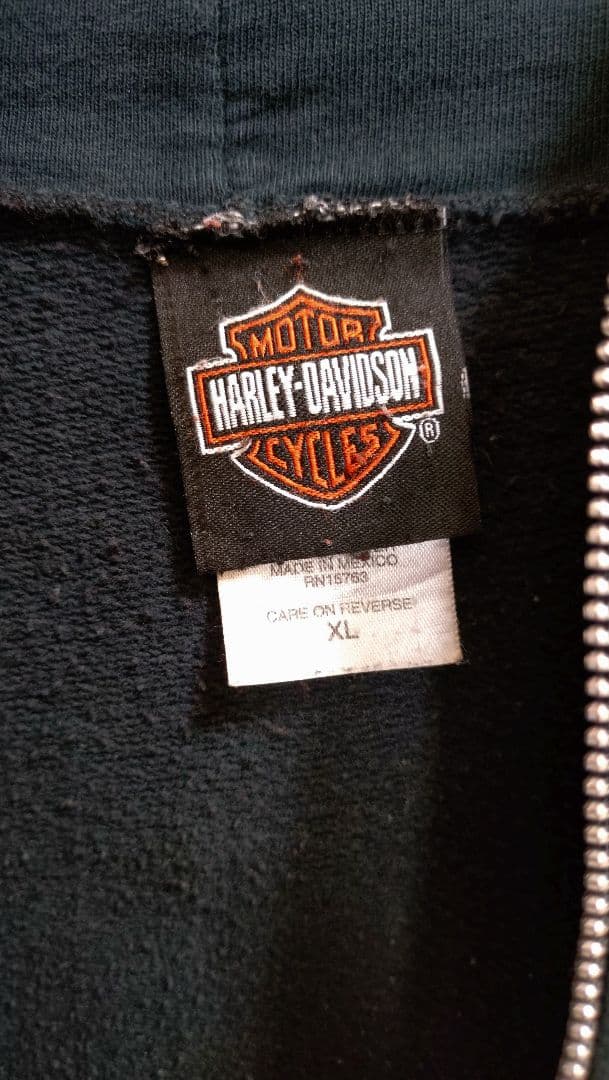 MOTOR
HARLEY-DAVIDSON
CYCLES
®
MADE IN MEXICO
RN15763
CARE ON REVERSE
XL